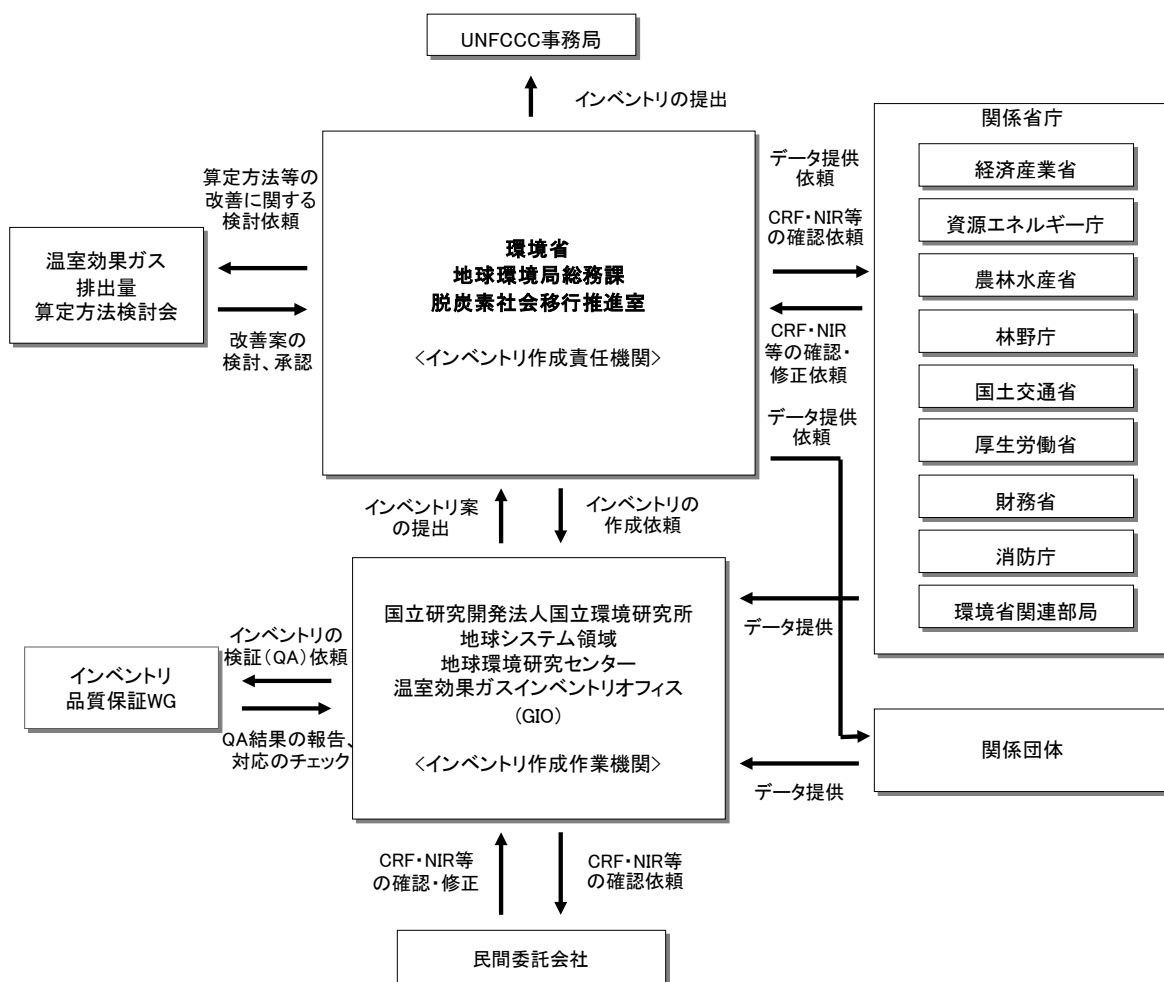 UNFCCC事務局
インベントリの提出
算定方法等の
改善に関する
検討依頼
温室効果ガス
排出量
算定方法検討会
改善案の
検討、承認
環境省
地球環境局総務課
脱炭素社会移行推進室
<インベントリ作成責任機関>
データ提供
依頼
CRF・NIR等
の確認依頼
CRF・NIR
等の確認・
修正依頼
データ提供
依頼
関係省庁
経済産業省
資源エネルギー庁
農林水産省
林野庁
国土交通省
厚生労働省
財務省
消防庁
環境省関連部局
インベントリ案
の提出
インベントリの
作成依頼
国立研究開発法人国立環境研究所
地球システム領域
地球環境研究センター
温室効果ガスインベントリオフィス
(GIO)
<インベントリ作成作業機関>
データ提供
インベントリの
検証(QA)依頼
インベントリ
品質保証WG
QA結果の報告、
対応のチェック
関係団体
データ提供
CRF・NIR等
の確認・修正
CRF・NIR等
の確認依頼
民間委託会社